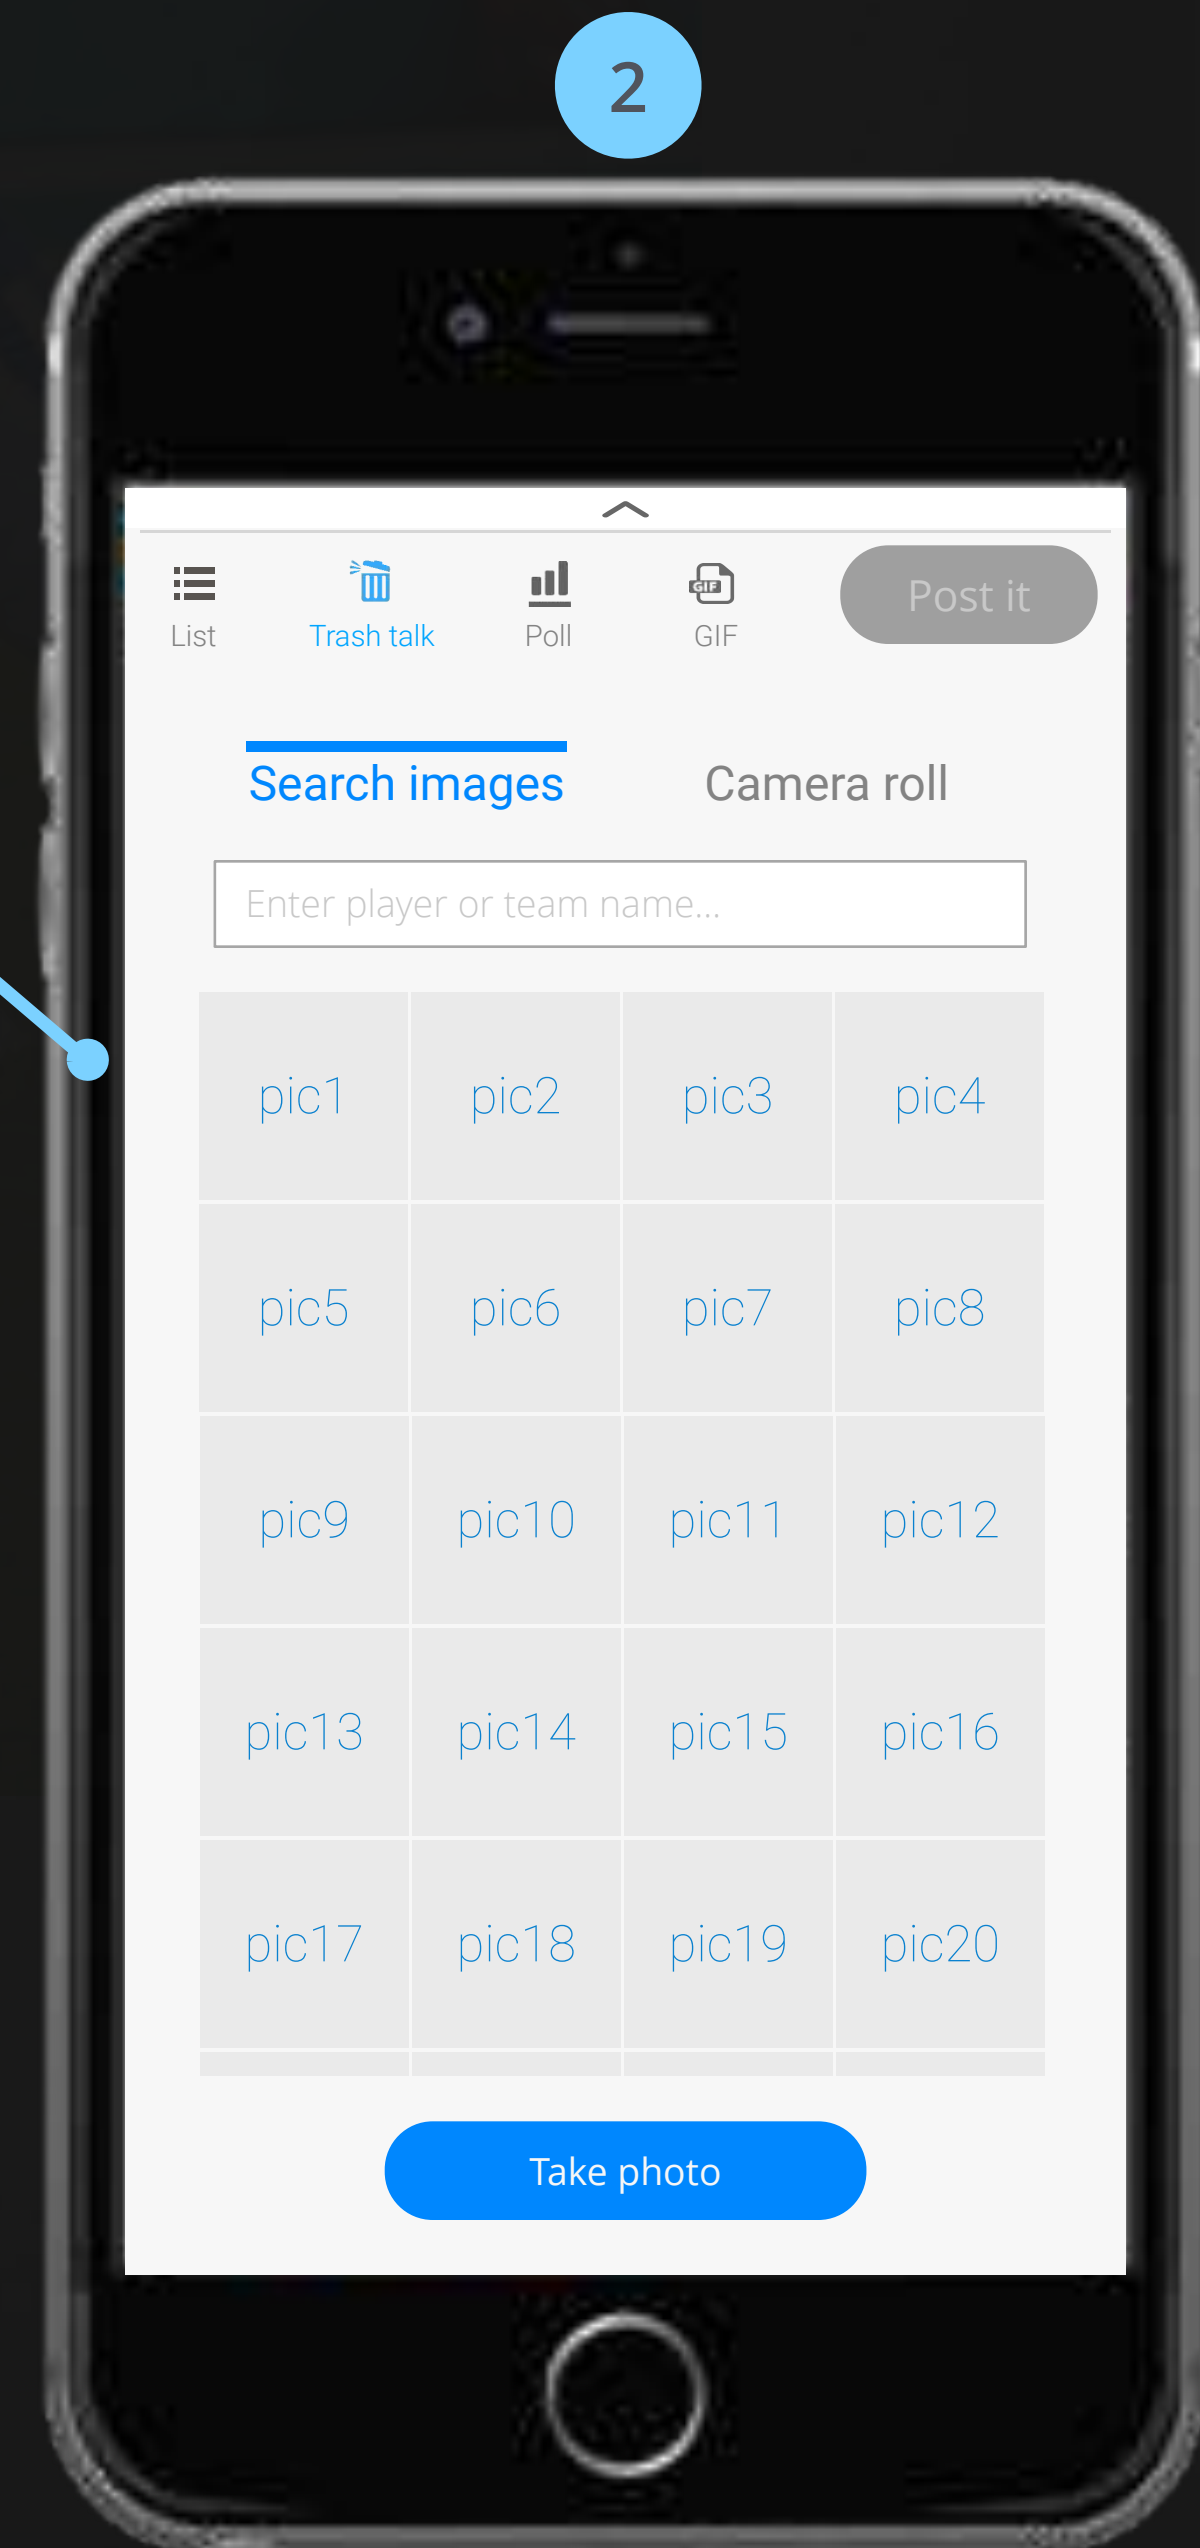 2
List Trash talk Poll GIF Post it
Search images Camera roll
Enter player or team name...
pic1 pic2 pic3 pic4
pic5 pic6 pic7 pic8
pic9 pic10 pic11 pic12
pic13 pic14 pic15 pic16
pic17 pic18 pic19 pic20
Take photo